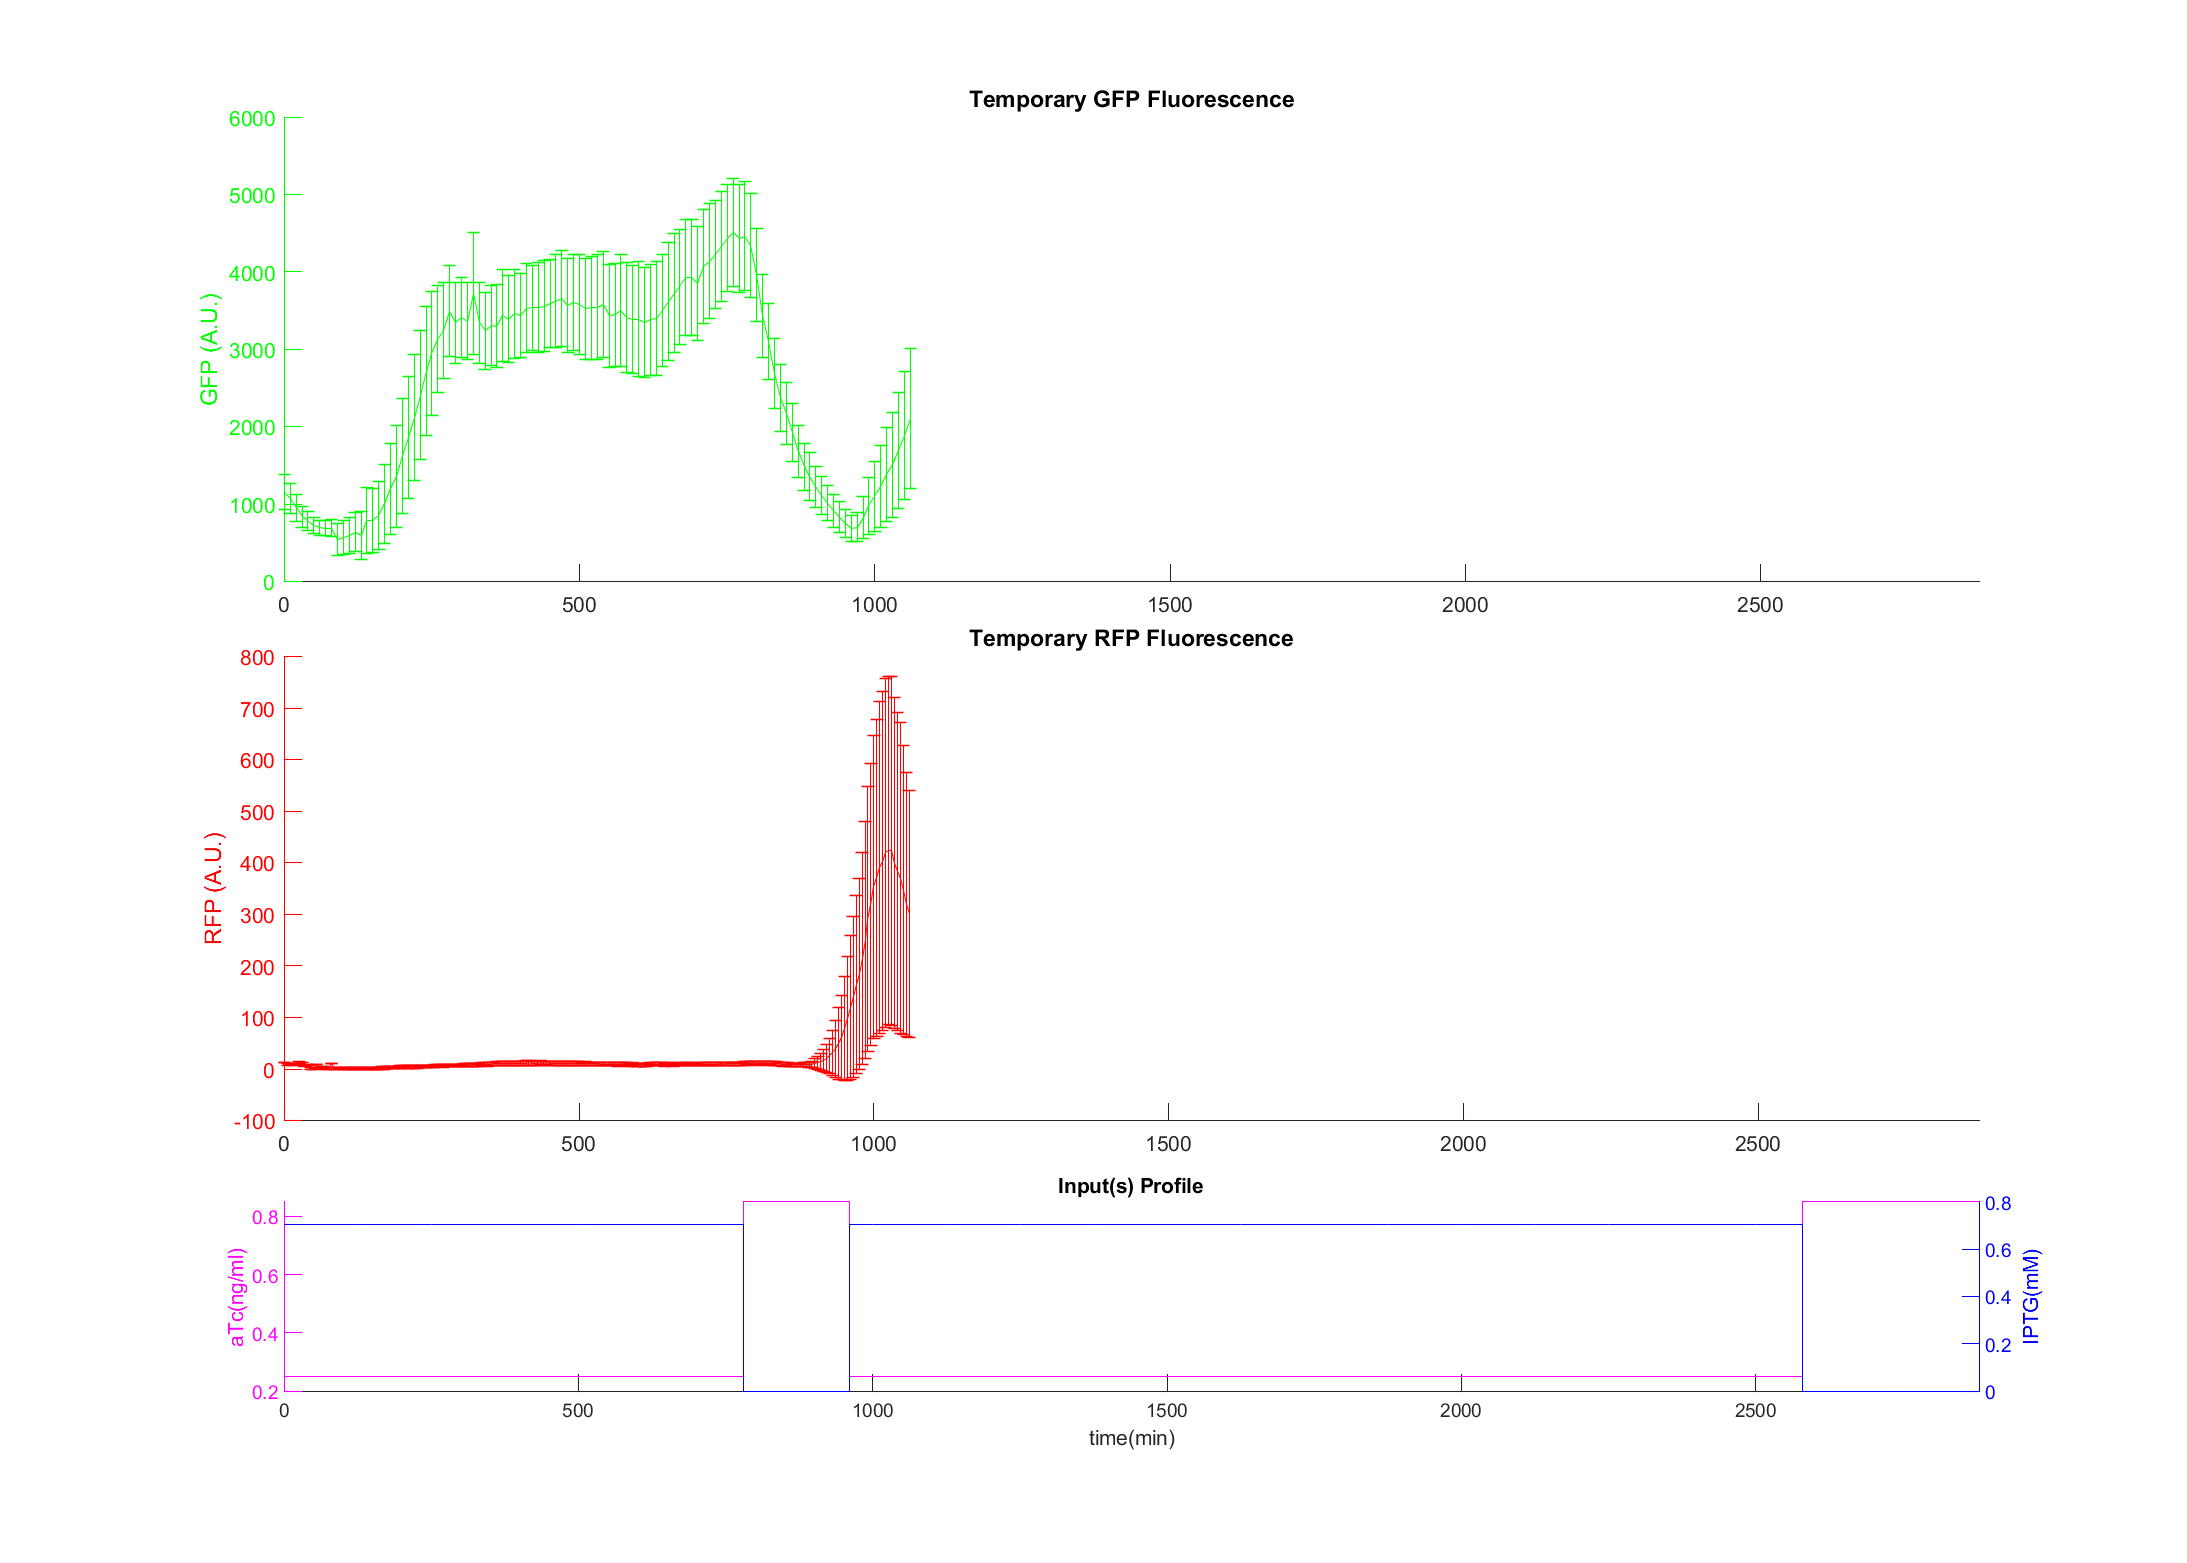 Temporary GFP Fluorescence
6000
5000
4000
3000
2000
1000
0
GFP (A.U.)
0 500 1000 1500 2000 2500
Temporary RFP Fluorescence
800
700
600
500
400
300
200
100
0
-100
RFP (A.U.)
0 500 1000 1500 2000 2500
Input(s) Profile
0.8
0.6
0.4
0.2
aTc(ng/ml)
0.8
0.6
0.4
0.2
0
IPTG(mM)
0 500 1000 1500 2000 2500
time(min)